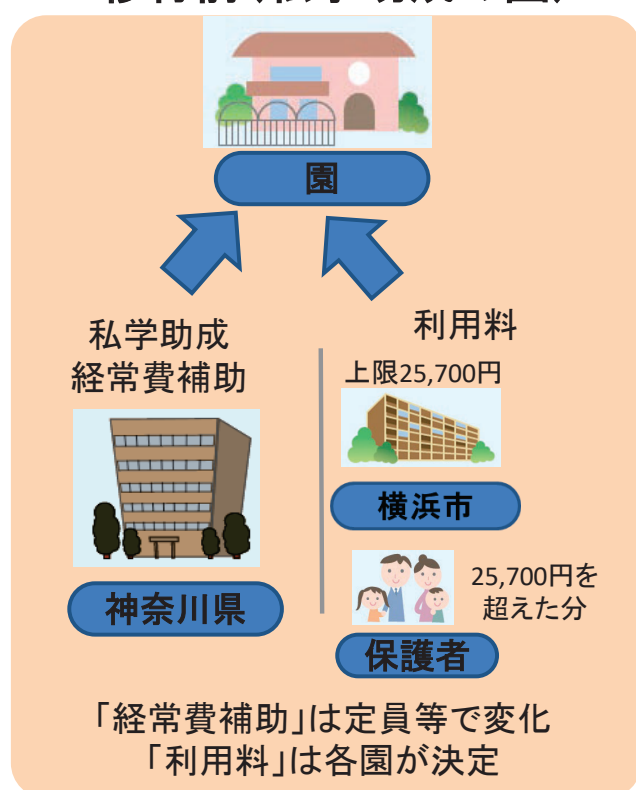 園
私学助成
経常費補助
神奈川県
利用料
上限25,700円
横浜市
25,700円を
超えた分
保護者
「経常費補助」は定員等で変化
「利用料」は各園が決定